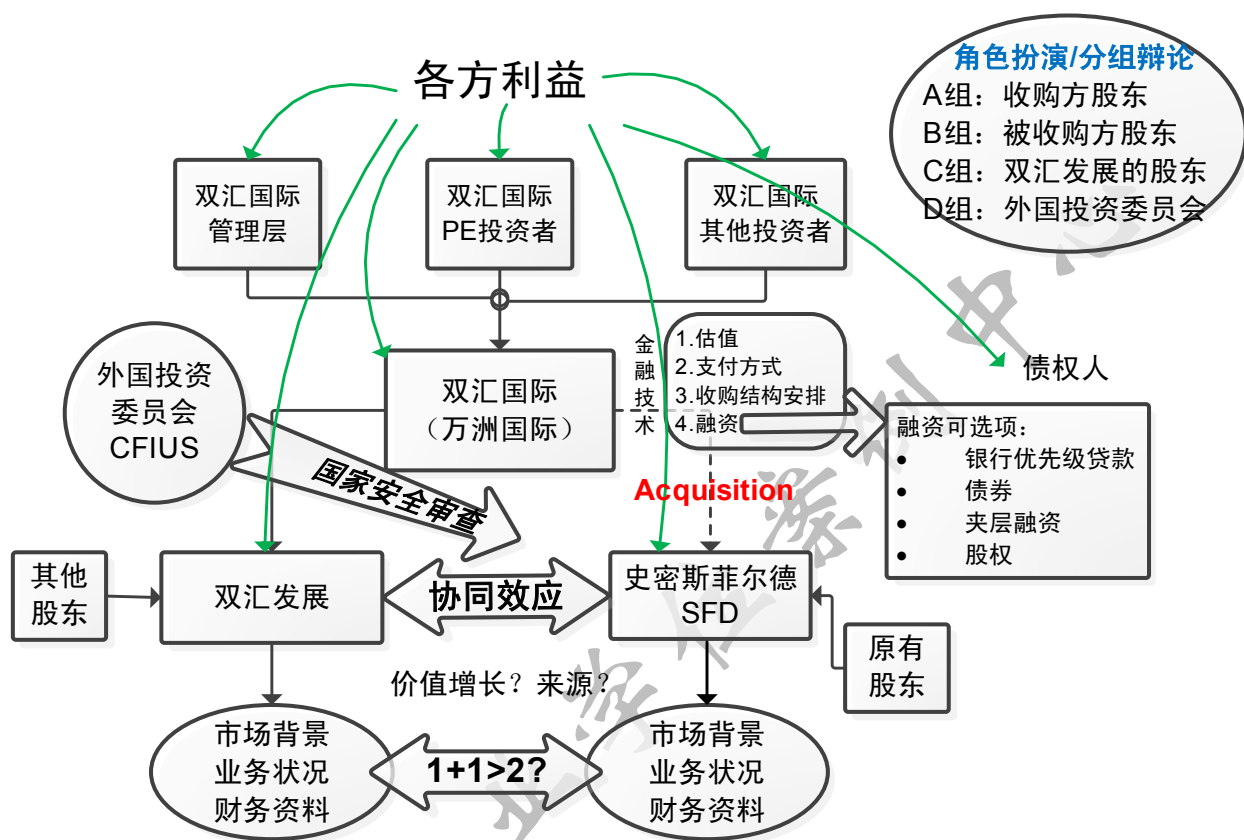 各方利益
角色扮演/分组辩论
A组：收购方股东
B组：被收购方股东
C组：双汇发展的股东
D组：外国投资委员会
双汇国际
管理层
双汇国际
PE投资者
双汇国际
其他投资者
外国投资
委员会
CFIUS
双汇国际
（万洲国际）
金融技术
1.估值
2.支付方式
3.收购结构安排
4.融资
债权人
融资可选项：
• 银行优先级贷款
• 债券
• 夹层融资
• 股权
国家安全审查
Acquisition
其他
股东
双汇发展
协同效应
史密斯菲尔德
SFD
原有
股东
价值增长？来源？
市场背景
业务状况
财务资料
1+1>2?
市场背景
业务状况
财务资料
业学位案例中心